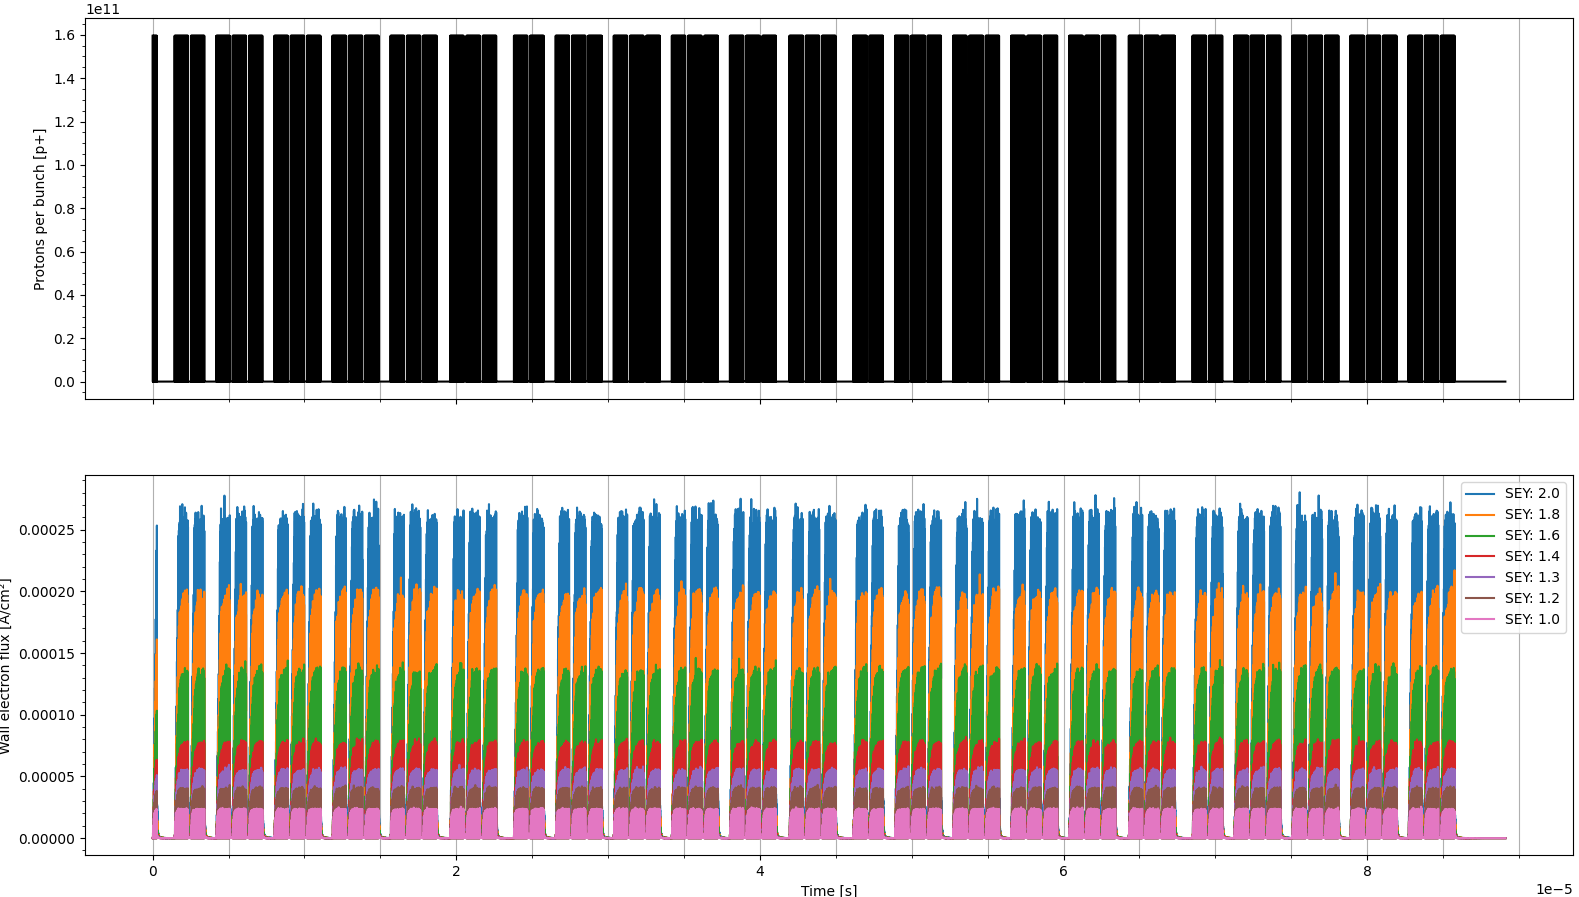 1e11
Protons per bunch [p+]
1.6
1.4
1.2
1.0
0.8
0.6
0.4
0.2
0.0
Wall electron flux [A/cm²]
0.00025
0.00020
0.00015
0.00010
0.00005
0.00000
SEY: 2.0
SEY: 1.8
SEY: 1.6
SEY: 1.4
SEY: 1.3
SEY: 1.2
SEY: 1.0
0 2 4 6 8
Time [s]
1e−5